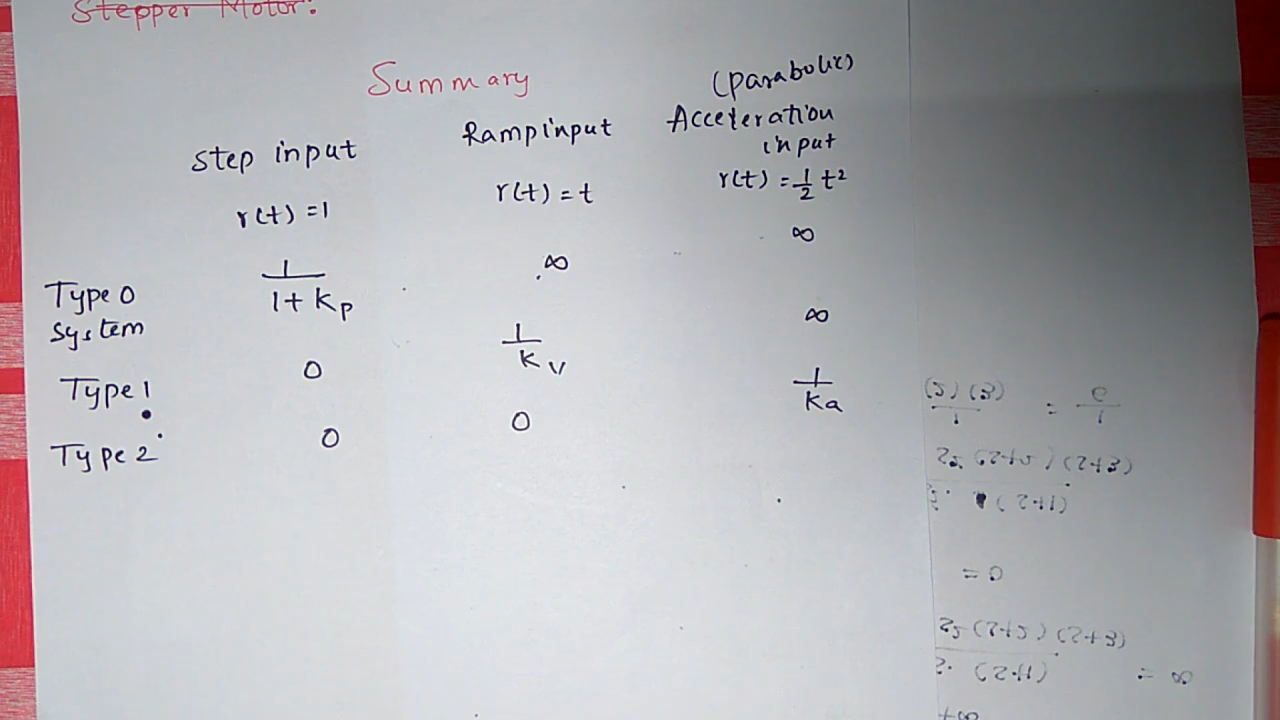 Stepper Motor:
Summary
(Parabolic)
step input Ramp input Acceleration
input
r(t) = 1 r(t) = t r(t) = 1/2 t²
Type 0 1/(1 + Kp) ∞ ∞
system
Type 1 0 1/Kv ∞
Type 2 0 0 1/Ka